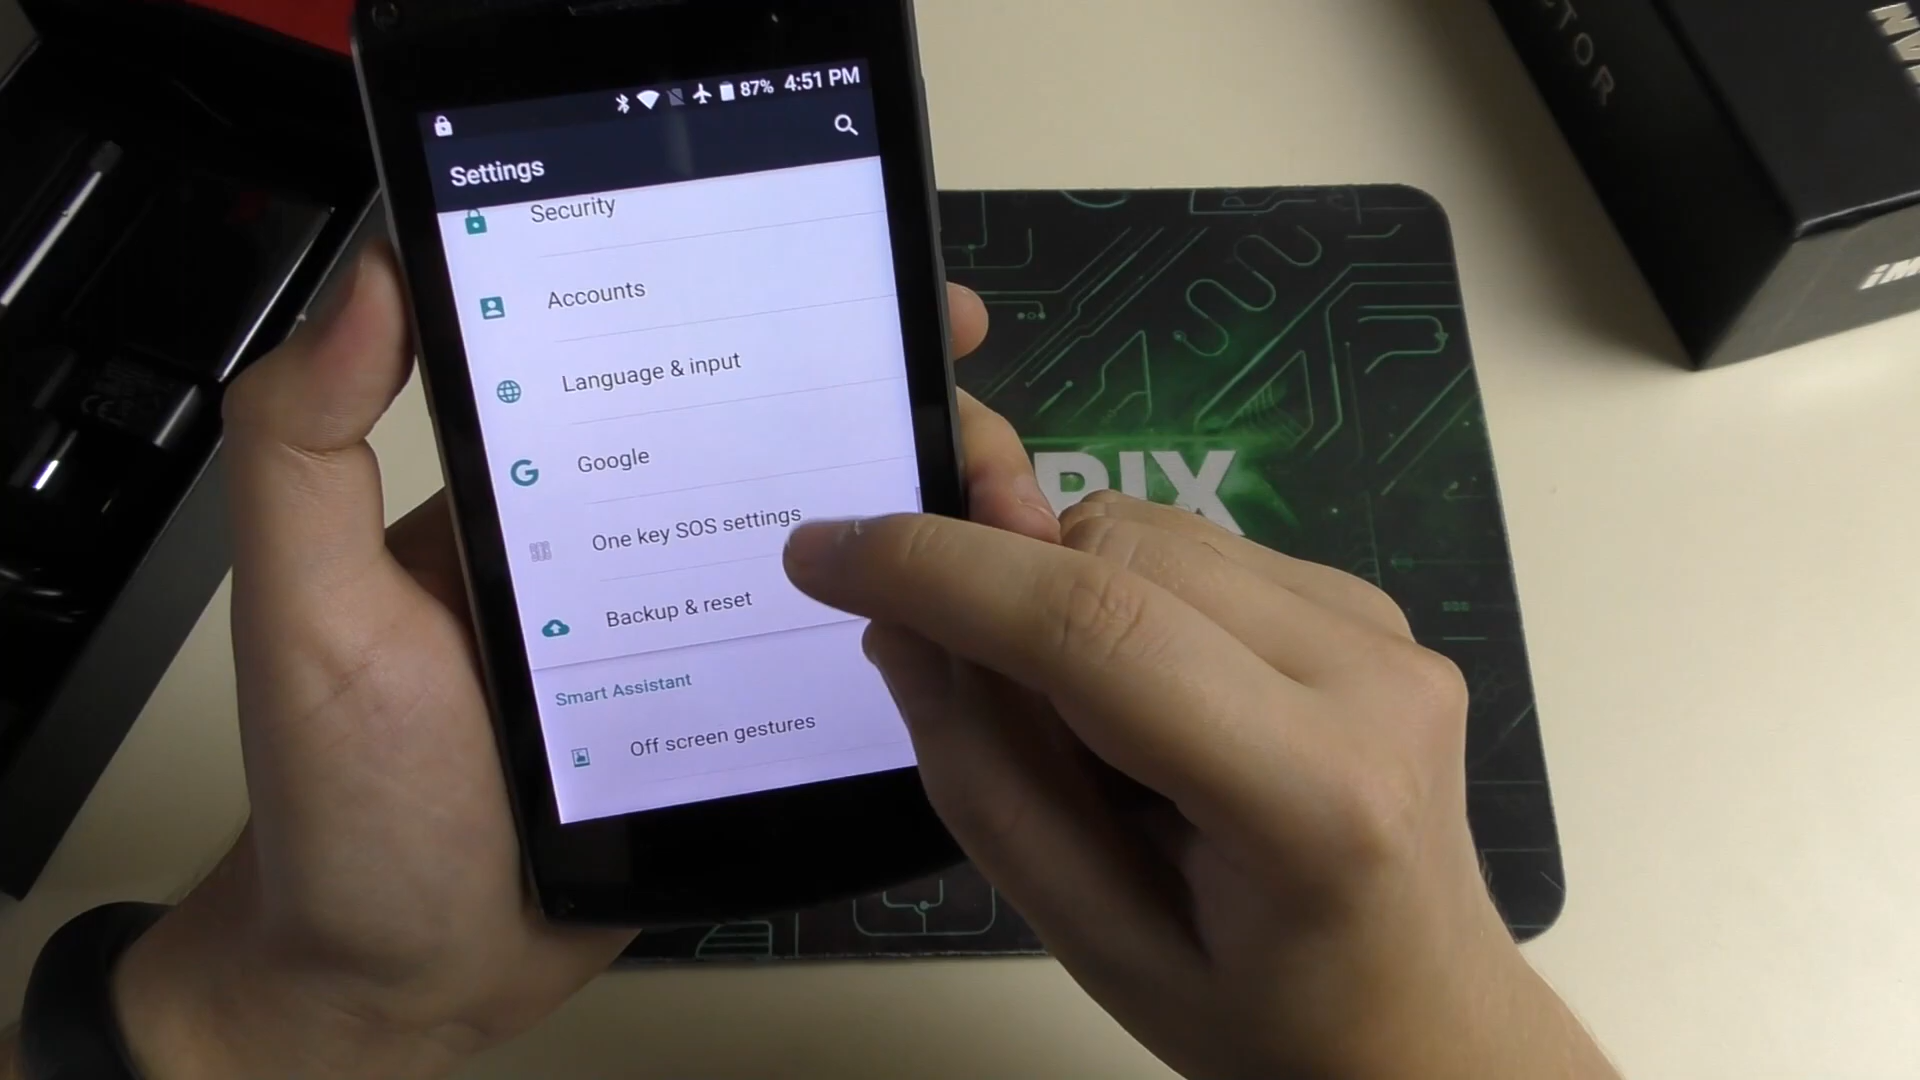 87% 4:51 PM
Settings
Security
Accounts
Language & input
Google
One key SOS settings
Backup & reset
Smart Assistant
Off screen gestures